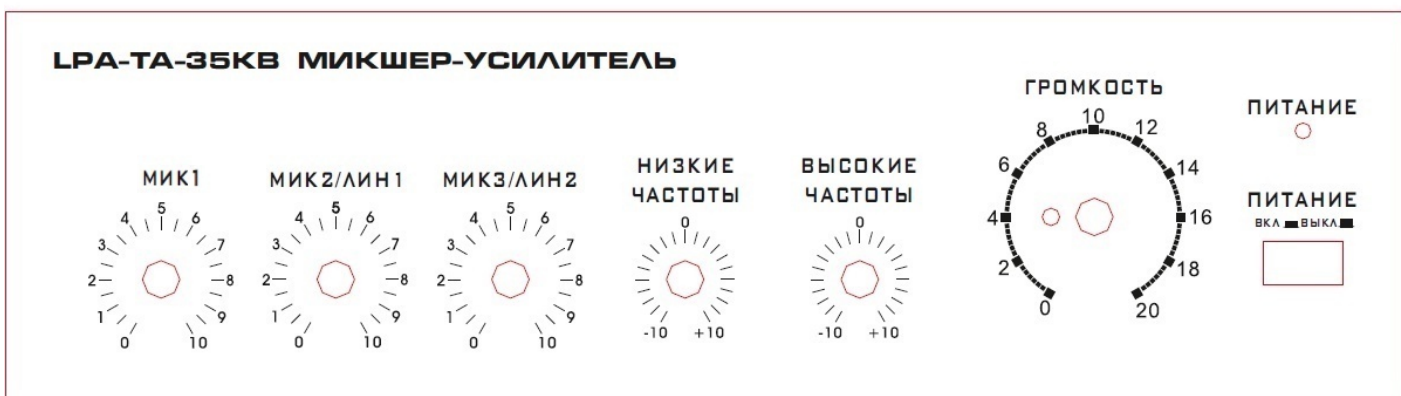 LPA-TA-35KB МИКШЕР-УСИЛИТЕЛЬ
МИК1
0 1 2 3 4 5 6 7 8 9 10
МИК2/ЛИН1
0 1 2 3 4 5 6 7 8 9 10
МИК3/ЛИН2
0 1 2 3 4 5 6 7 8 9 10
НИЗКИЕ
ЧАСТОТЫ
0
-10 +10
ВЫСОКИЕ
ЧАСТОТЫ
0
-10 +10
ГРОМКОСТЬ
0 2 4 6 8 10 12 14 16 18 20
ПИТАНИЕ
ПИТАНИЕ
ВКЛ ВЫКЛ